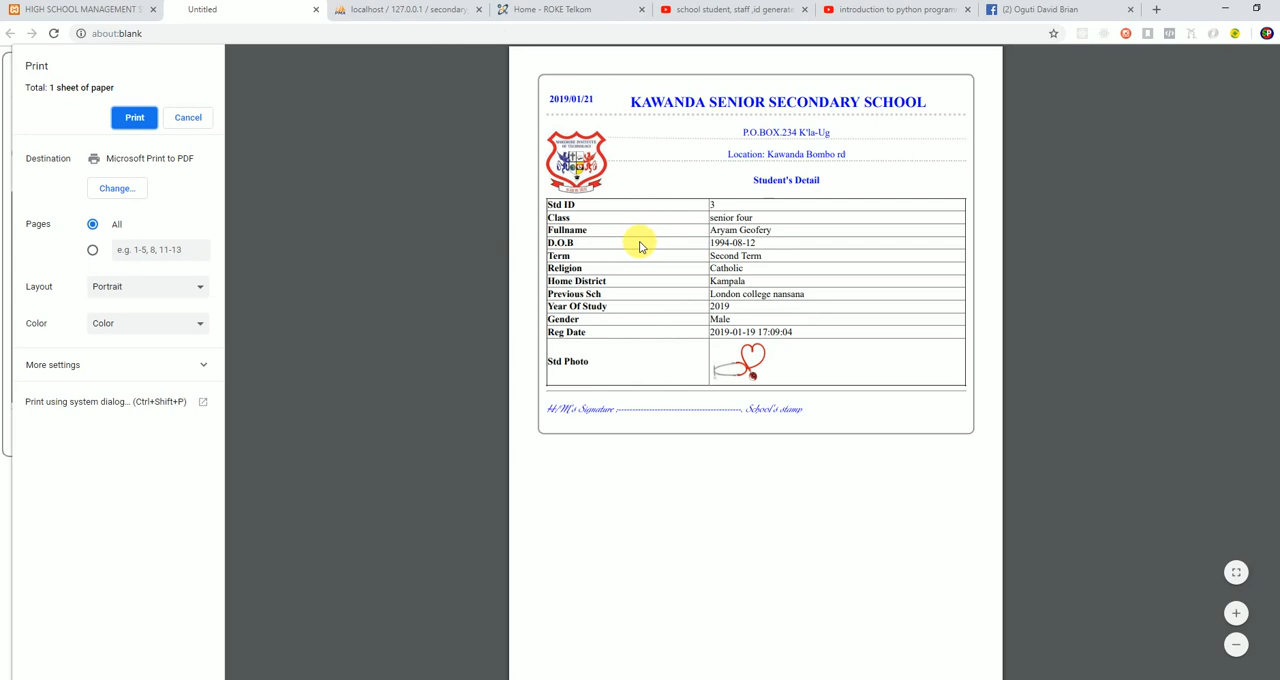 HIGH SCHOOL MANAGEMENT S
Untitled
localhost / 127.0.0.1 / secondary
Home - ROKE Telkom
school student, staff ,id generate
introduction to python program
(2) Oguti David Brian
about:blank
Print
Total: 1 sheet of paper
Print
Cancel
Destination
Microsoft Print to PDF
Change...
Pages
All
e.g. 1-5, 8, 11-13
Layout
Portrait
Color
Color
More settings
Print using system dialog... (Ctrl+Shift+P)
2019/01/21
KAWANDA SENIOR SECONDARY SCHOOL
P.O.BOX.234 K'la-Ug
Location: Kawanda Bombo rd
Student's Detail
Std ID 3
Class senior four
Fullname Aryam Geofery
D.O.B 1994-08-12
Term Second Term
Religion Catholic
Home District Kampala
Previous Sch London college nansana
Year Of Study 2019
Gender Male
Reg Date 2019-01-19 17:09:04
Std Photo
H/M's Signature :--------------------------------------------. School's stamp